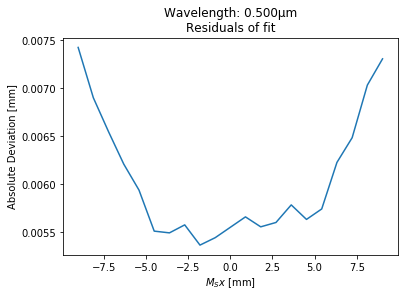 Wavelength: 0.500μm
Residuals of fit
0.0075
0.0070
0.0065
0.0060
0.0055
Absolute Deviation [mm]
−7.5 −5.0 −2.5 0.0 2.5 5.0 7.5
M_S x [mm]